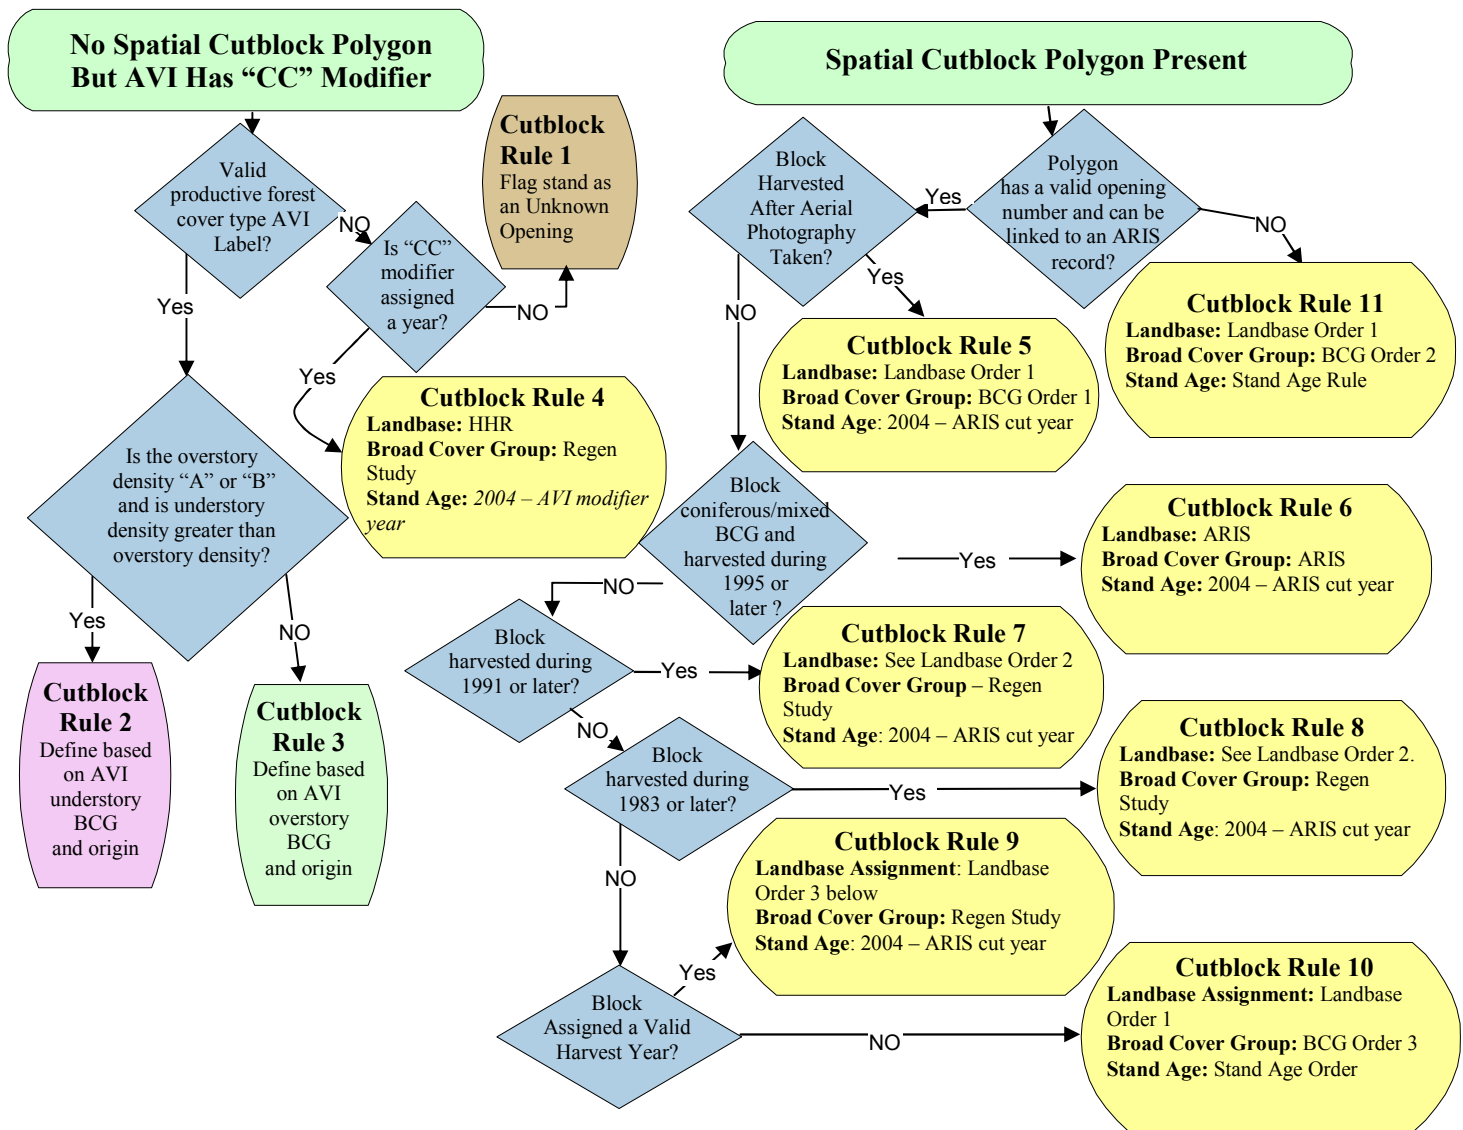 No Spatial Cutblock Polygon
But AVI Has “CC” Modifier
Valid
productive forest
cover type AVI
Label?
NO
Yes
Is “CC”
modifier
assigned
a year?
NO
Yes
Cutblock
Rule 1
Flag stand as
an Unknown
Opening
Cutblock Rule 4
Landbase: HHR
Broad Cover Group: Regen
Study
Stand Age: 2004 – AVI modifier
year
Is the overstory
density “A” or “B”
and is understory
density greater than
overstory density?
Yes
NO
Cutblock
Rule 2
Define based
on AVI
understory
BCG
and origin
Cutblock
Rule 3
Define based
on AVI
overstory
BCG
and origin
Spatial Cutblock Polygon Present
Polygon
has a valid opening
number and can be
linked to an ARIS
record?
Yes
NO
Cutblock Rule 11
Landbase: Landbase Order 1
Broad Cover Group: BCG Order 2
Stand Age: Stand Age Rule
Block
Harvested
After Aerial
Photography
Taken?
Yes
NO
Cutblock Rule 5
Landbase: Landbase Order 1
Broad Cover Group: BCG Order 1
Stand Age: 2004 – ARIS cut year
Block
coniferous/mixed
BCG and
harvested during
1995 or
later ?
Yes
NO
Cutblock Rule 6
Landbase: ARIS
Broad Cover Group: ARIS
Stand Age: 2004 – ARIS cut year
Block
harvested during
1991 or later?
Yes
NO
Cutblock Rule 7
Landbase: See Landbase Order 2
Broad Cover Group – Regen
Study
Stand Age: 2004 – ARIS cut year
Block
harvested during
1983 or later?
Yes
NO
Cutblock Rule 8
Landbase: See Landbase Order 2.
Broad Cover Group: Regen
Study
Stand Age: 2004 – ARIS cut year
Block
Assigned a Valid
Harvest Year?
Yes
NO
Cutblock Rule 9
Landbase Assignment: Landbase
Order 3 below
Broad Cover Group: Regen Study
Stand Age: 2004 – ARIS cut year
Cutblock Rule 10
Landbase Assignment: Landbase
Order 1
Broad Cover Group: BCG Order 3
Stand Age: Stand Age Order